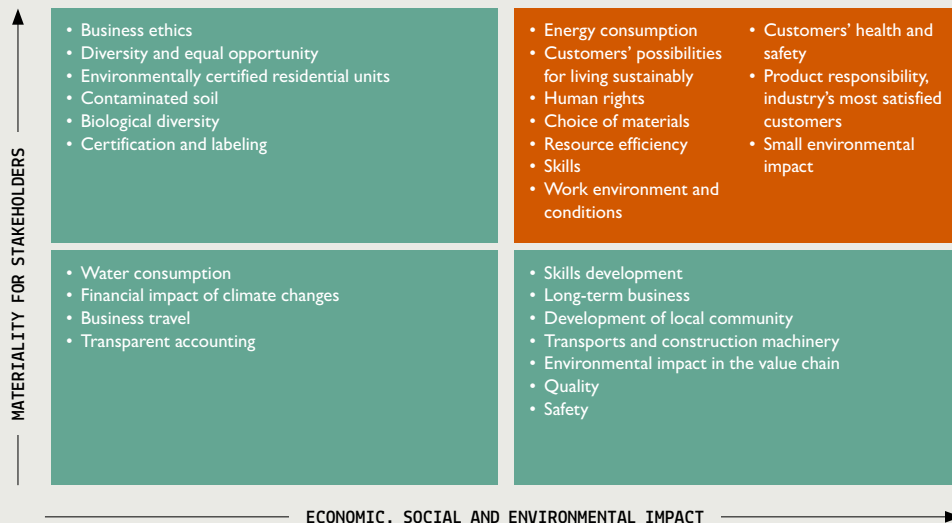 MATERIALITY FOR STAKEHOLDERS
• Business ethics
• Diversity and equal opportunity
• Environmentally certified residential units
• Contaminated soil
• Biological diversity
• Certification and labeling
• Energy consumption
• Customers’ possibilities
for living sustainably
• Human rights
• Choice of materials
• Resource efficiency
• Skills
• Work environment and
conditions
• Customers’ health and
safety
• Product responsibility,
industry’s most satisfied
customers
• Small environmental
impact
• Water consumption
• Financial impact of climate changes
• Business travel
• Transparent accounting
• Skills development
• Long-term business
• Development of local community
• Transports and construction machinery
• Environmental impact in the value chain
• Quality
• Safety
ECONOMIC, SOCIAL AND ENVIRONMENTAL IMPACT